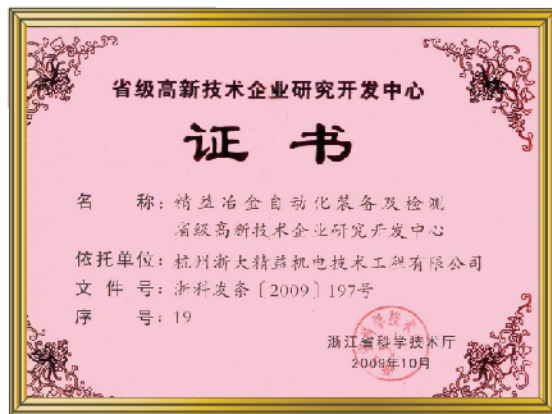 省级高新技术企业研究开发中心
证书
名 称：精益冶金自动化装备及检测
省级高新技术企业研究开发中心
依托单位：杭州浙大精益机电技术工程有限公司
文 件 号：浙科发条〔2009〕197号
序 号：19
浙江省科学技术厅
2009年10月